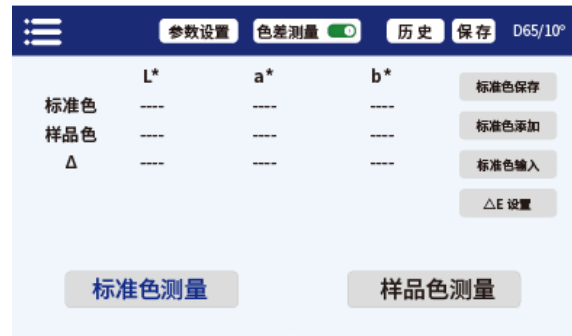 参数设置 色差测量 历史 保存 D65/10°
L* a* b*
标准色 ---- ---- ----
样品色 ---- ---- ----
Δ ---- ---- ----
标准色保存
标准色添加
标准色输入
△E 设置
标准色测量 样品色测量